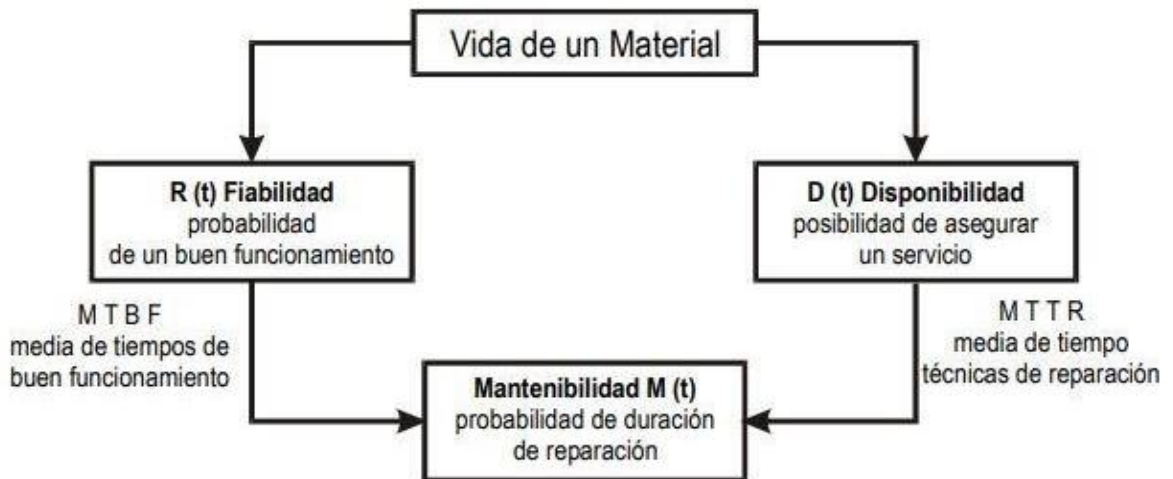 Vida de un Material
R (t) Fiabilidad
probabilidad
de un buen funcionamiento
D (t) Disponibilidad
posibilidad de asegurar
un servicio
M T B F
media de tiempos de
buen funcionamiento
M T T R
media de tiempo
técnicas de reparación
Mantenibilidad M (t)
probabilidad de duración
de reparación